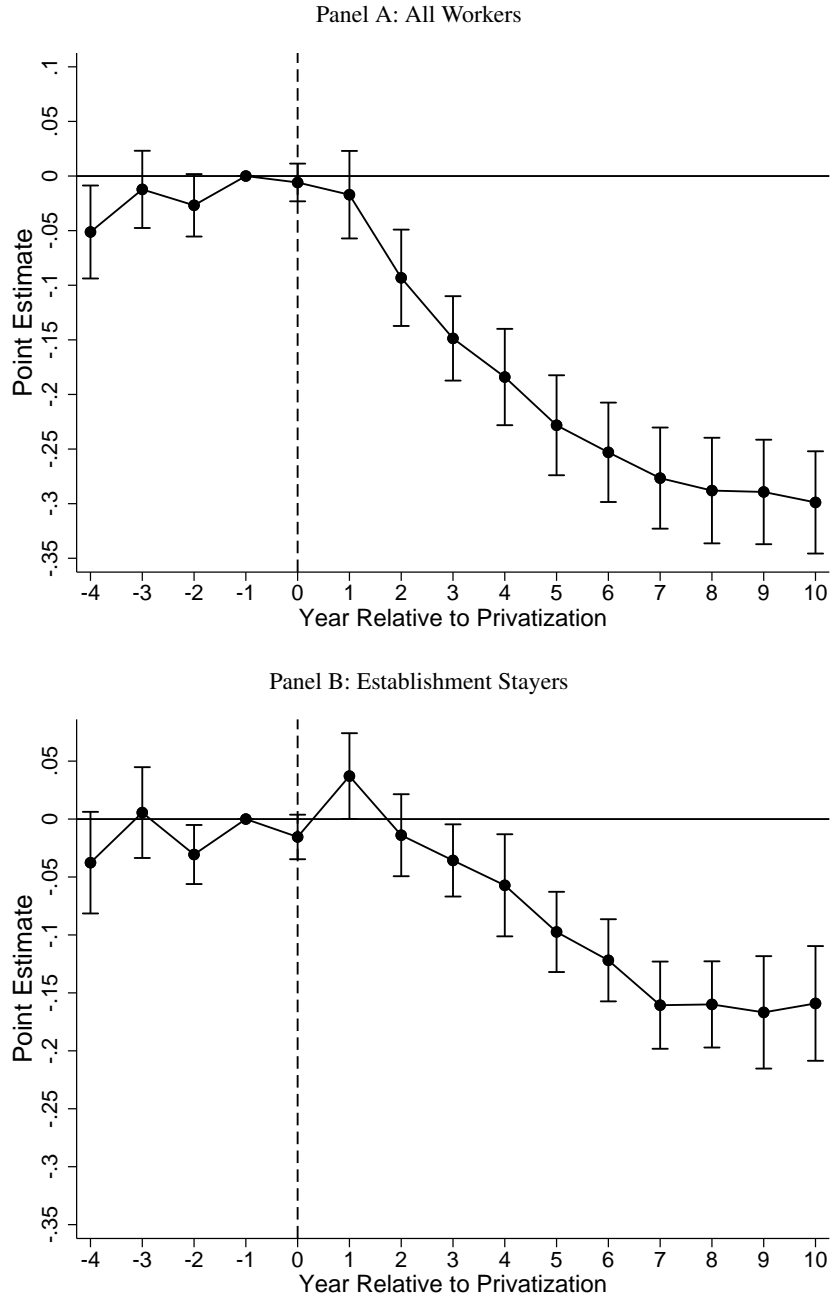 Panel A: All Workers
.1
.05
0
-.05
-.1
-.15
-.2
-.25
-.3
-.35
Point Estimate
-4 -3 -2 -1 0 1 2 3 4 5 6 7 8 9 10
Year Relative to Privatization
Panel B: Establishment Stayers
.05
0
-.05
-.1
-.15
-.2
-.25
-.3
-.35
Point Estimate
-4 -3 -2 -1 0 1 2 3 4 5 6 7 8 9 10
Year Relative to Privatization